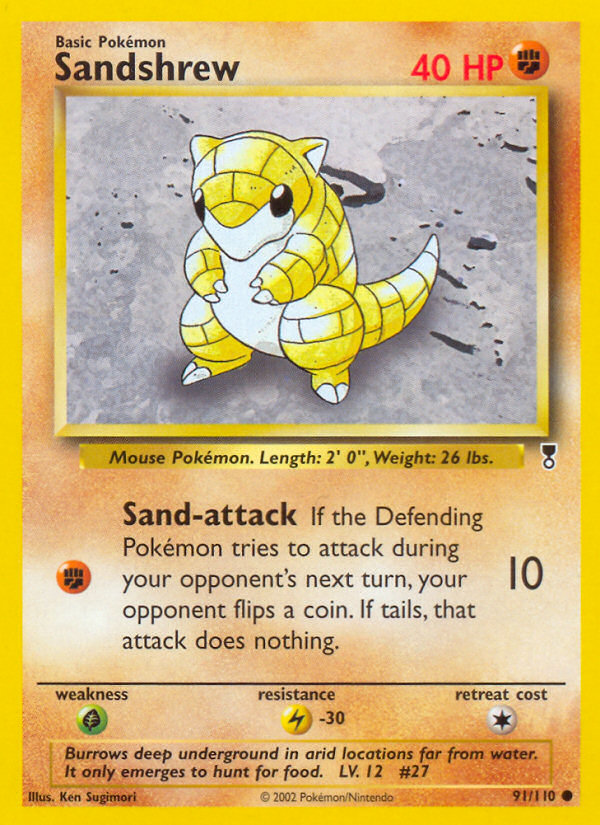 Basic Pokémon
Sandshrew
40 HP
Mouse Pokémon. Length: 2' 0", Weight: 26 lbs.
Sand-attack If the Defending
Pokémon tries to attack during
your opponent's next turn, your
opponent flips a coin. If tails, that
attack does nothing.
10
weakness resistance retreat cost
-30
Burrows deep underground in arid locations far from water.
It only emerges to hunt for food. LV. 12 #27
Illus. Ken Sugimori © 2002 Pokémon/Nintendo 91/110